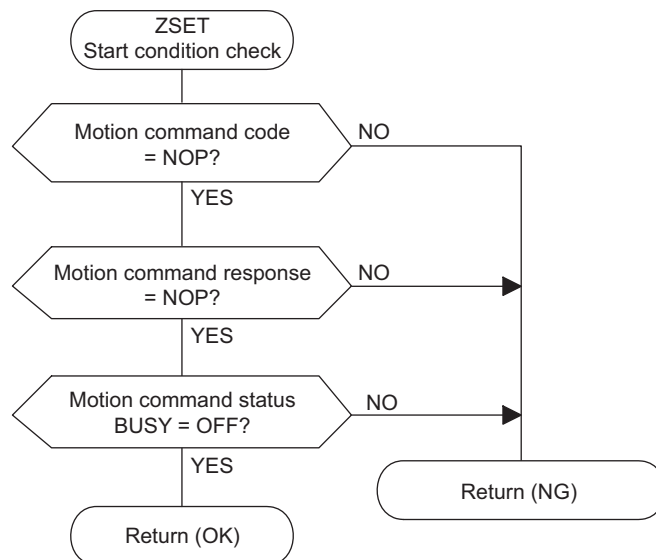 ZSET
Start condition check
Motion command code
= NOP?
NO
YES
Motion command response
= NOP?
NO
YES
Motion command status
BUSY = OFF?
NO
YES
Return (NG)
Return (OK)